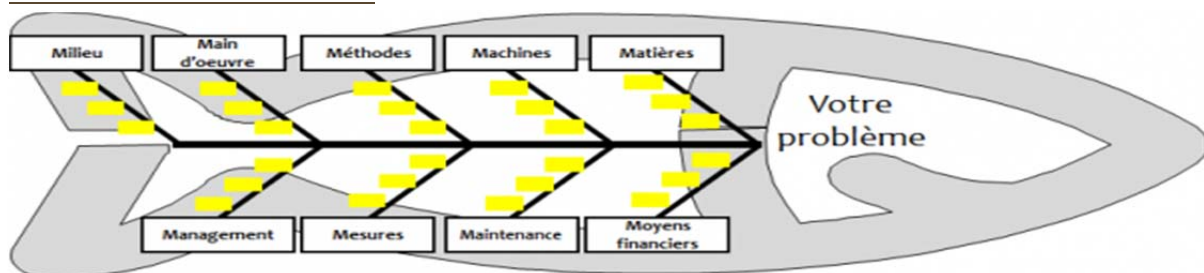 Milieu
Main
d'oeuvre
Méthodes
Machines
Matières
Votre
problème
Management
Mesures
Maintenance
Moyens
financiers